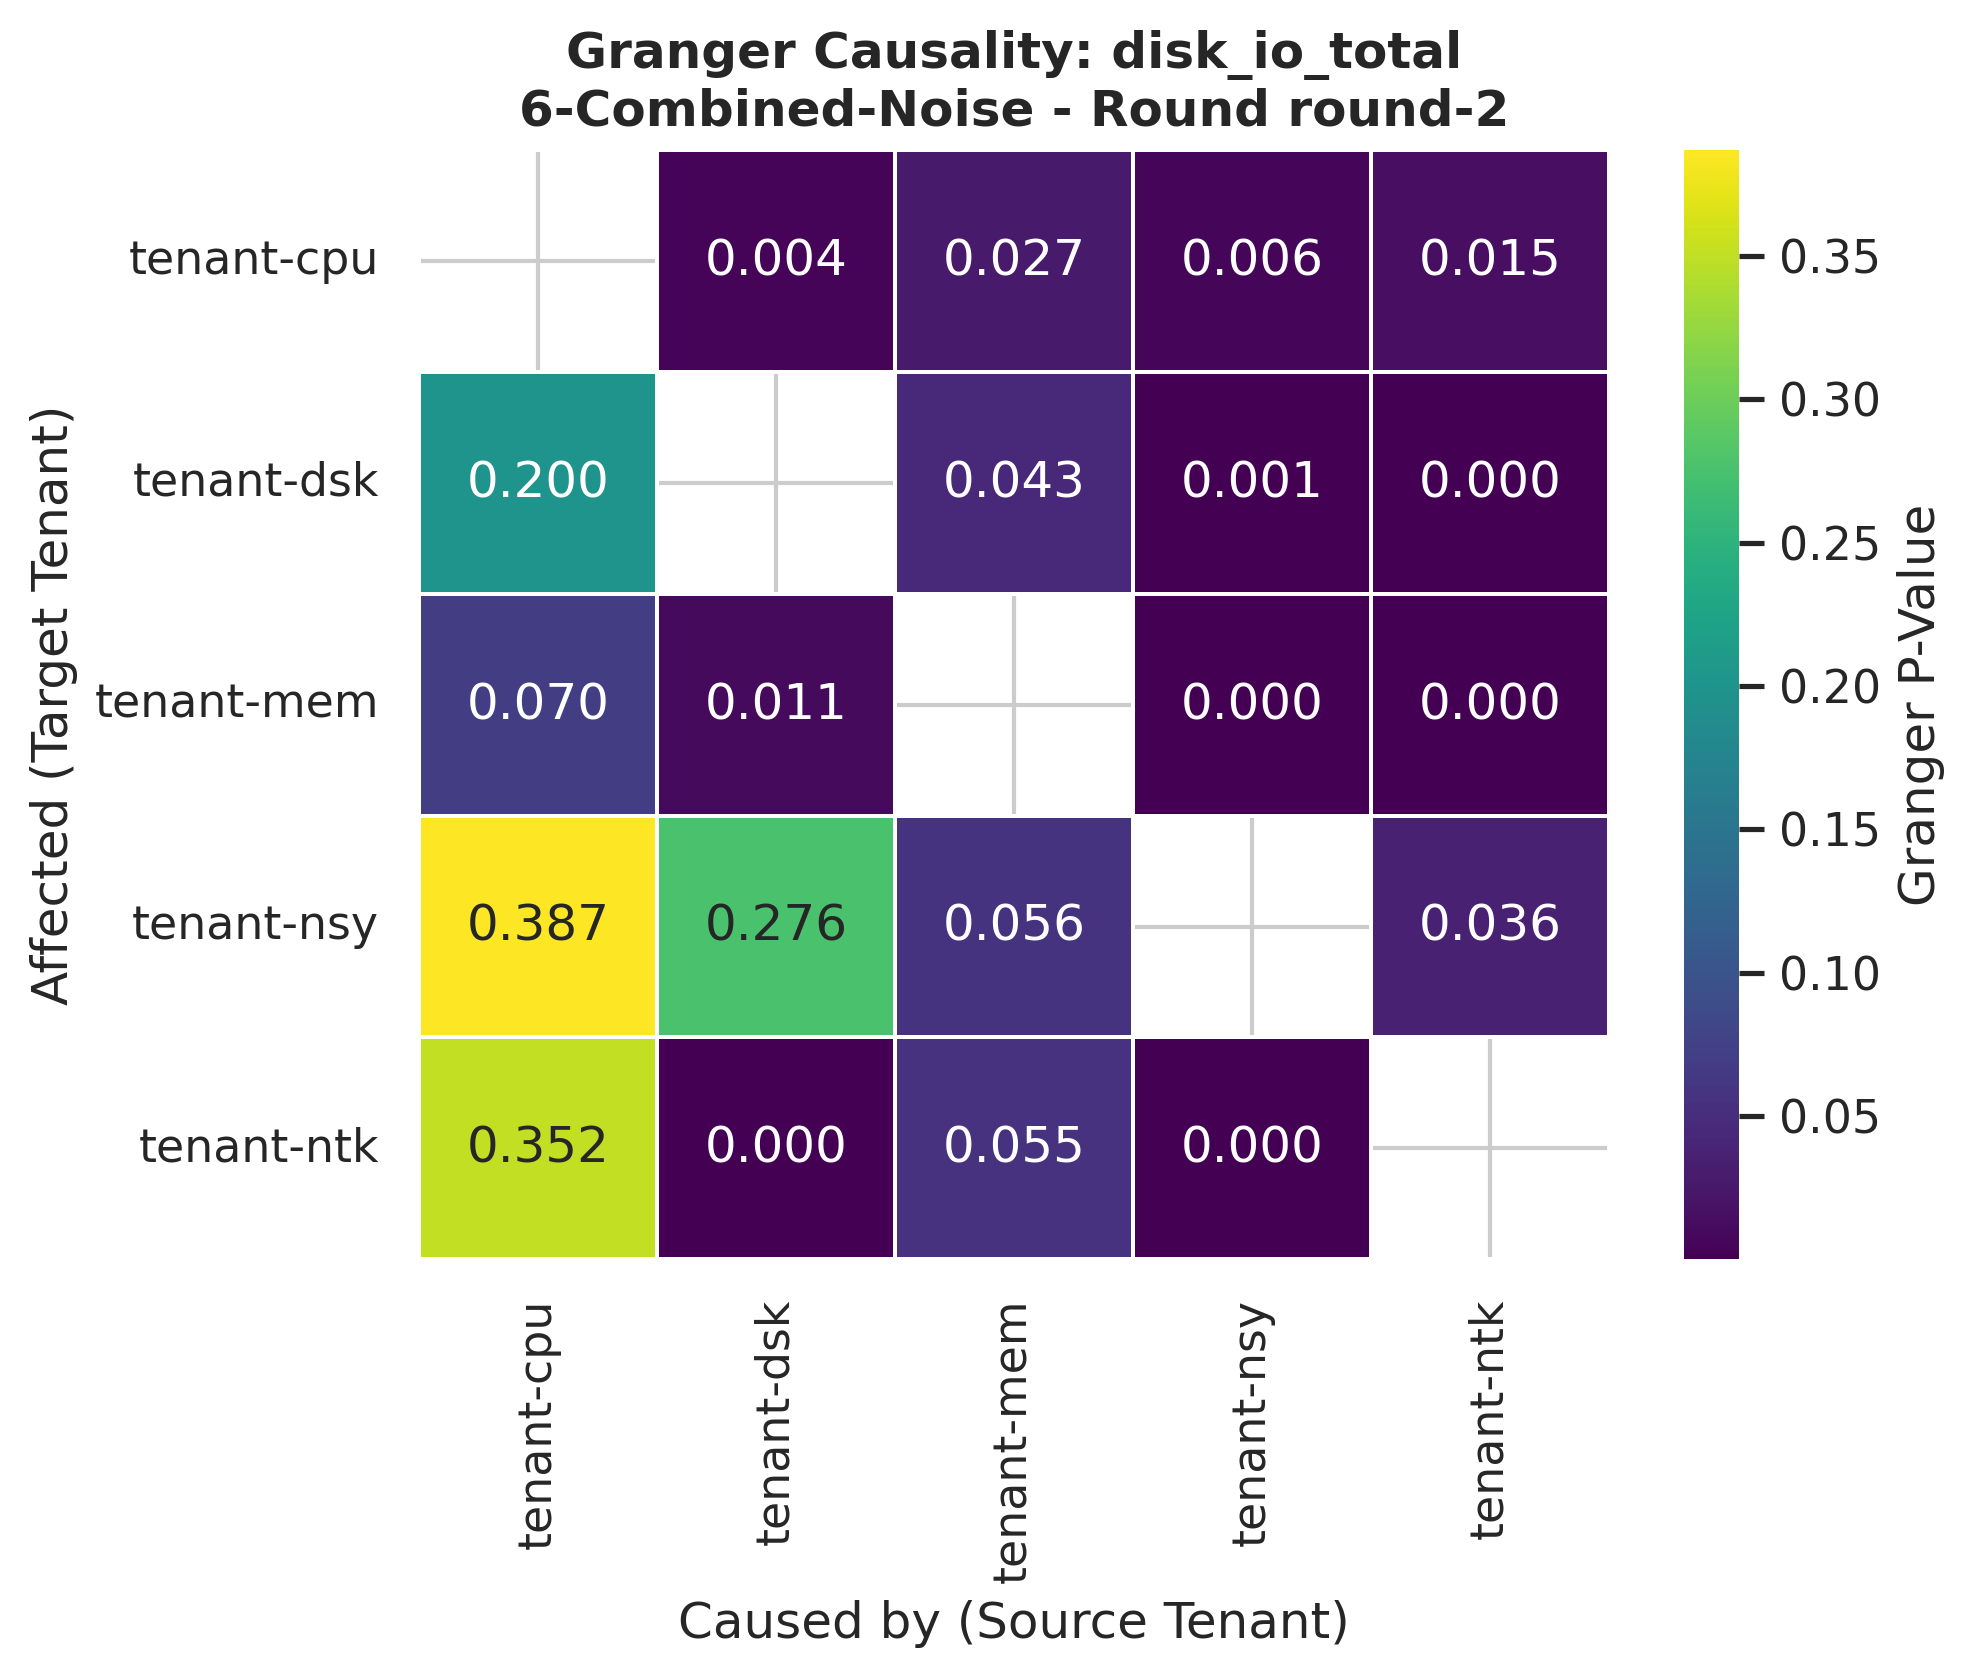 Granger Causality: disk_io_total
6-Combined-Noise - Round round-2
Affected (Target Tenant)
tenant-cpu 0.004 0.027 0.006 0.015
tenant-dsk 0.200 0.043 0.001 0.000
tenant-mem 0.070 0.011 0.000 0.000
tenant-nsy 0.387 0.276 0.056 0.036
tenant-ntk 0.352 0.000 0.055 0.000
tenant-cpu
tenant-dsk
tenant-mem
tenant-nsy
tenant-ntk
Caused by (Source Tenant)
0.35
0.30
0.25
0.20
0.15
0.10
0.05
Granger P-Value